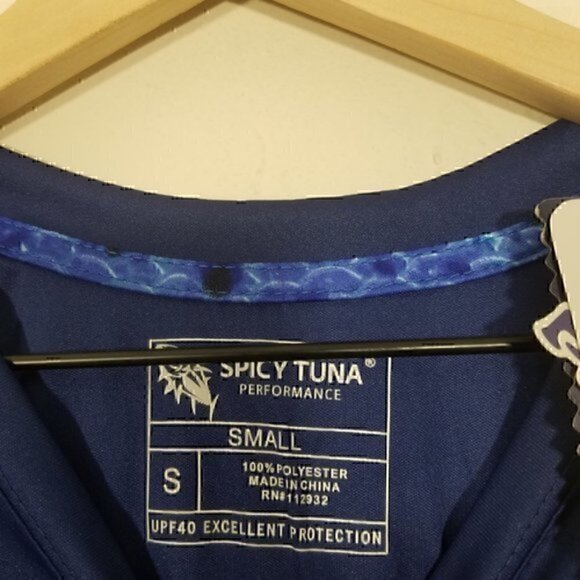 SPICY TUNA®
PERFORMANCE
SMALL
S
100% POLYESTER
MADE IN CHINA
RN# 112932
UPF40 EXCELLENT PROTECTION